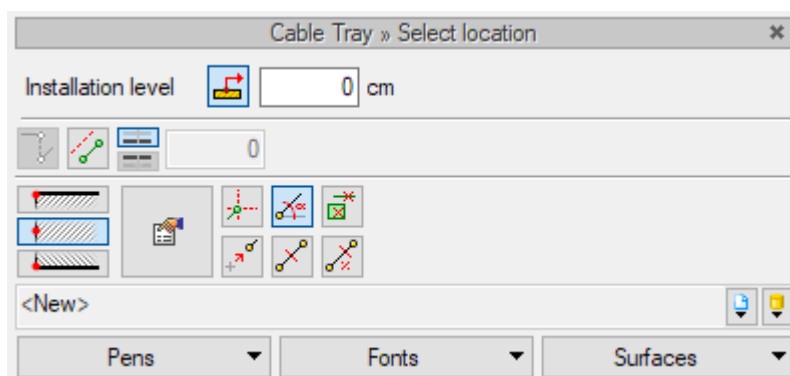 Cable Tray » Select location
Installation level 0 cm
0
<New>
Pens Fonts Surfaces